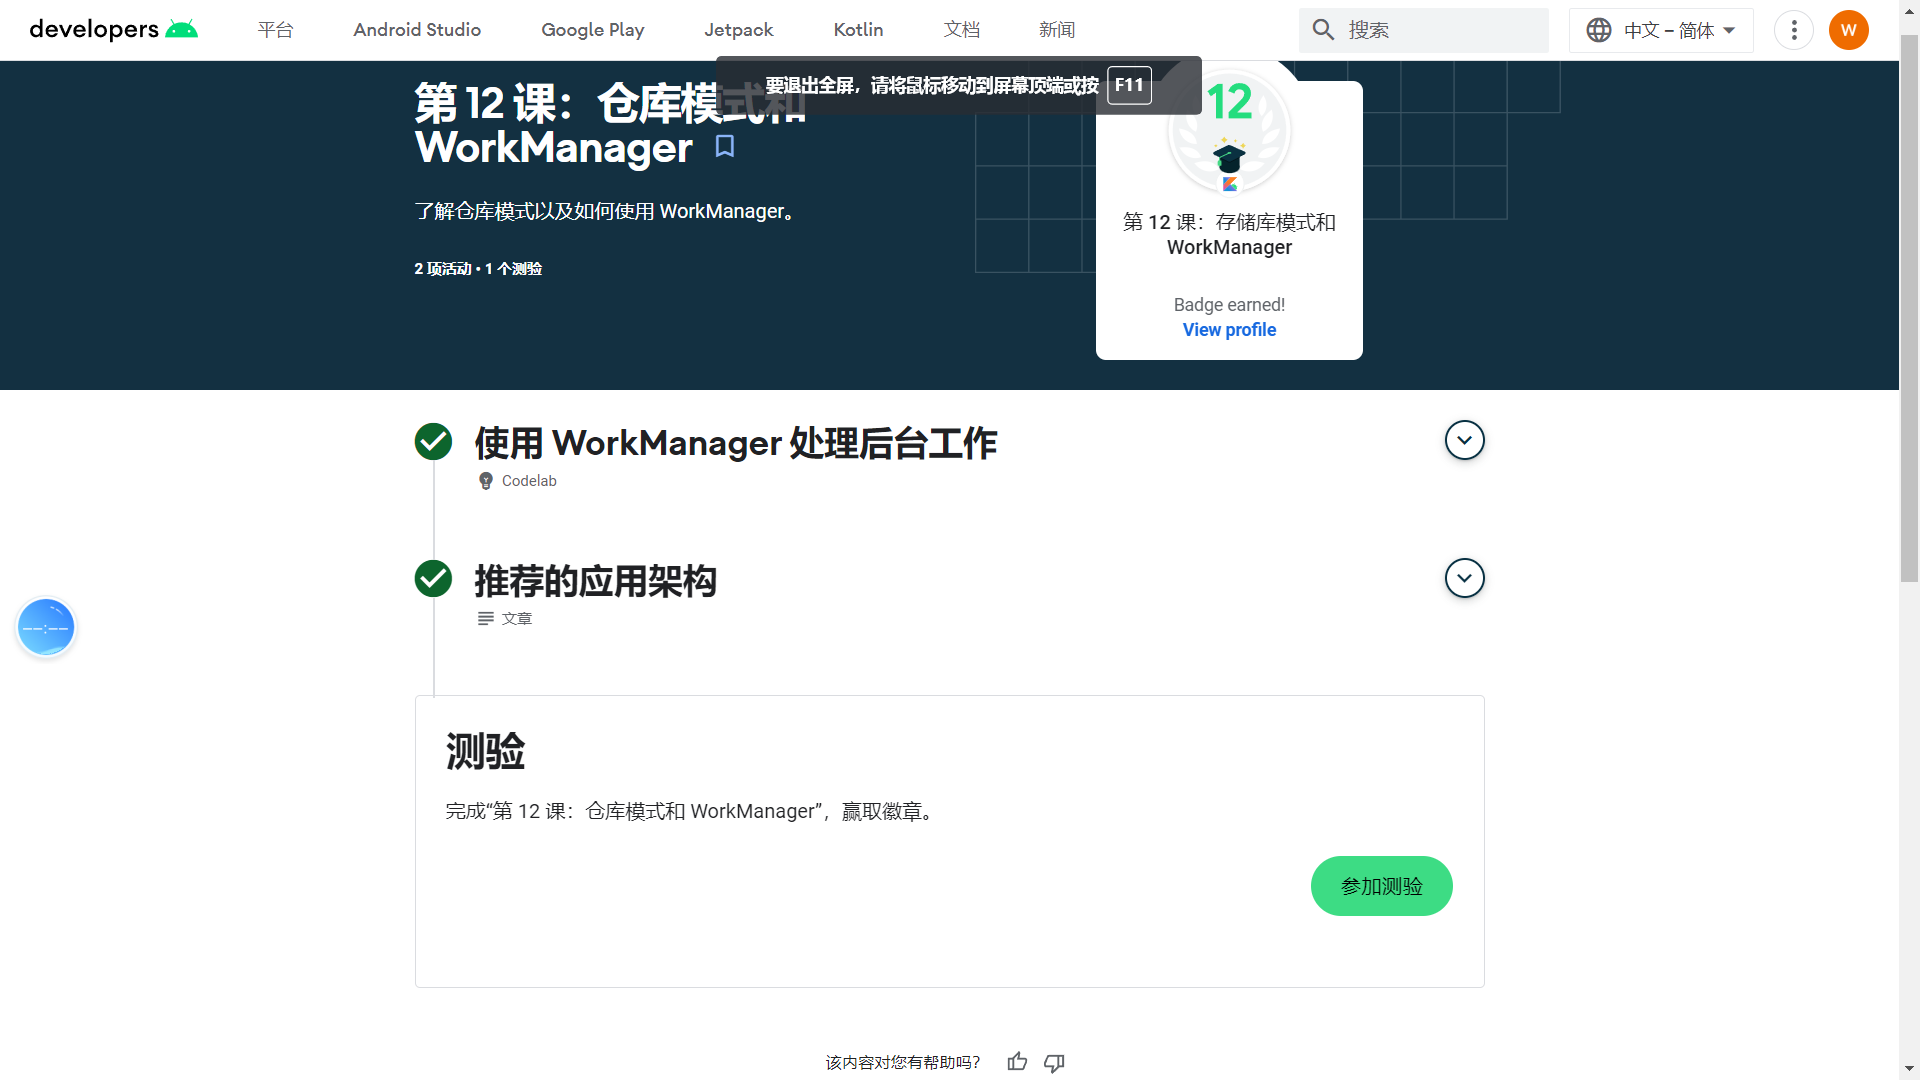 developers
平台
Android Studio
Google Play
Jetpack
Kotlin
文档
新闻
搜索
中文 – 简体
W
要退出全屏，请将鼠标移动到屏幕顶端或按 F11
第 12 课：仓库模式和
WorkManager
了解仓库模式以及如何使用 WorkManager。
2 项活动 • 1 个测验
12
第 12 课：存储库模式和
WorkManager
Badge earned!
View profile
使用 WorkManager 处理后台工作
Codelab
推荐的应用架构
文章
--:--
测验
完成“第 12 课：仓库模式和 WorkManager”，赢取徽章。
参加测验
该内容对您有帮助吗？